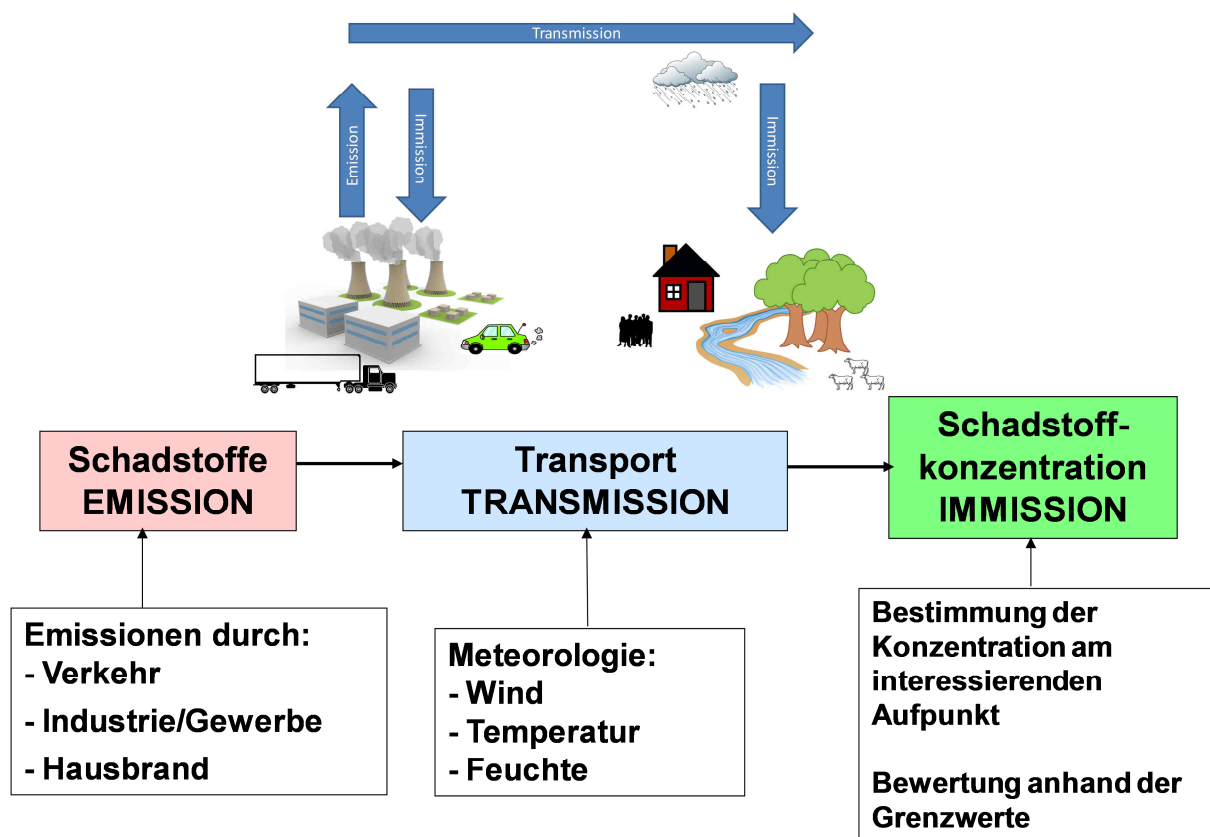 Transmission
Emission
Immission
Immission
Schadstoffe
EMISSION
Transport
TRANSMISSION
Schadstoff-
konzentration
IMMISSION
Emissionen durch:
- Verkehr
- Industrie/Gewerbe
- Hausbrand
Meteorologie:
- Wind
- Temperatur
- Feuchte
Bestimmung der
Konzentration am
interessierenden
Aufpunkt
Bewertung anhand der
Grenzwerte